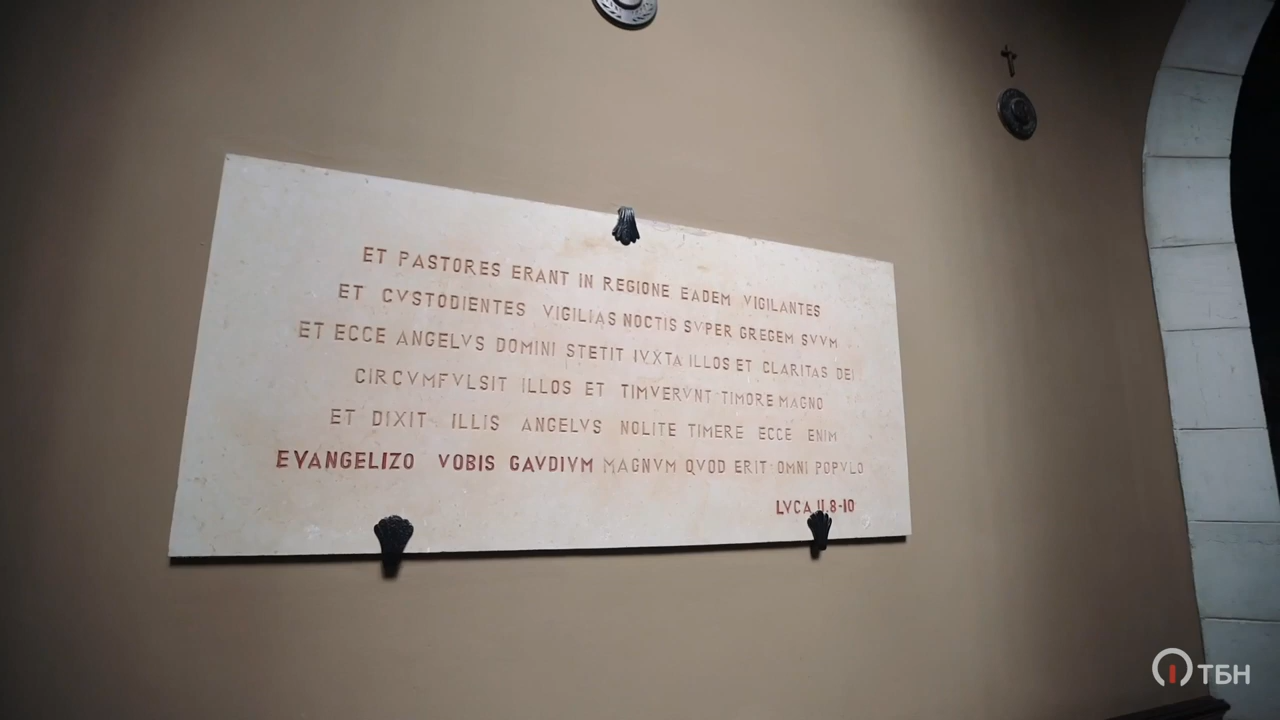 ET PASTORES ERANT IN REGIONE EADEM VIGILANTES
ET CVSTODIENTES VIGILIAS NOCTIS SVPER GREGEM SVVM
ET ECCE ANGELVS DOMINI STETIT IVXTA ILLOS ET CLARITAS DEI
CIRCVMFVLSIT ILLOS ET TIMVERVNT TIMORE MAGNO
ET DIXIT ILLIS ANGELVS NOLITE TIMERE ECCE ENIM
EVANGELIZO VOBIS GAVDIVM MAGNVM QVOD ERIT OMNI POPVLO
LVCA II.8-10
ТБН